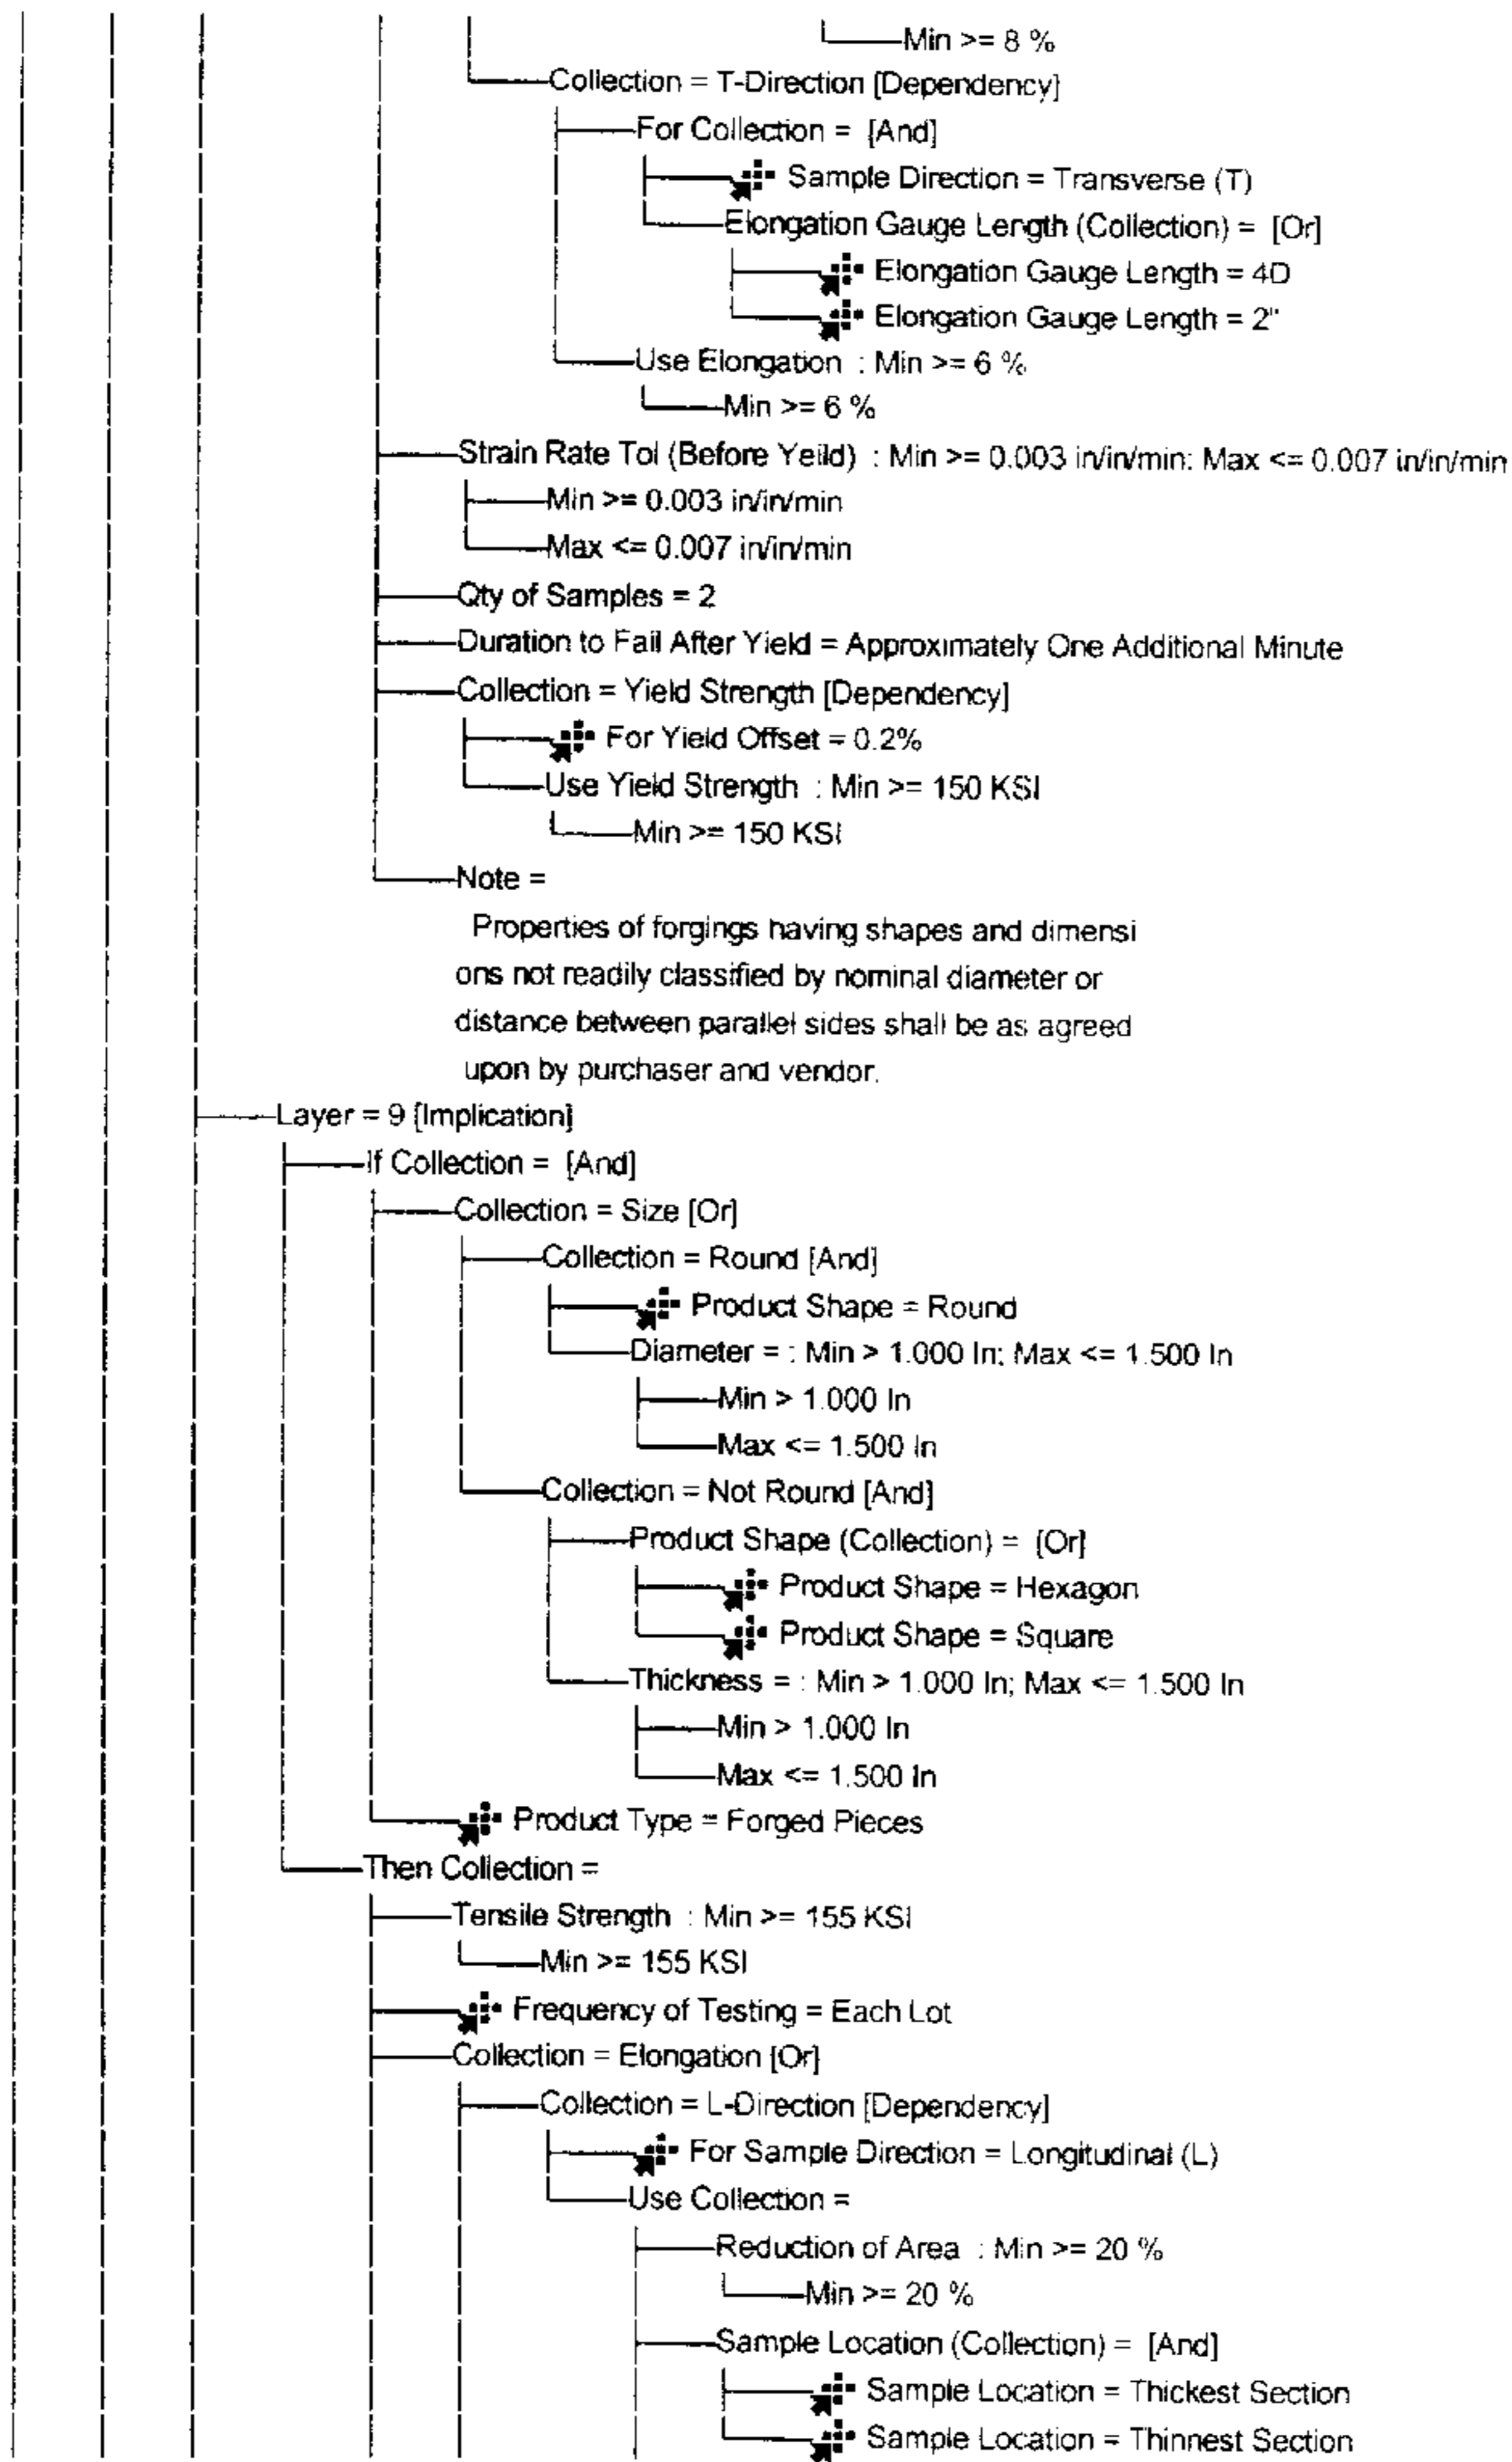 Min >= 8 %
Collection = T-Direction [Dependency]
For Collection = [And]
Sample Direction = Transverse (T)
Elongation Gauge Length (Collection) = [Or]
Elongation Gauge Length = 4D
Elongation Gauge Length = 2"
Use Elongation : Min >= 6 %
Min >= 6 %
Strain Rate Tol (Before Yeild) : Min >= 0.003 in/in/min; Max <= 0.007 in/in/min
Min >= 0.003 in/in/min
Max <= 0.007 in/in/min
Qty of Samples = 2
Duration to Fail After Yield = Approximately One Additional Minute
Collection = Yield Strength [Dependency]
For Yield Offset = 0.2%
Use Yield Strength : Min >= 150 KSI
Min >= 150 KSI
Note =
Properties of forgings having shapes and dimensi
ons not readily classified by nominal diameter or
distance between parallel sides shall be as agreed
upon by purchaser and vendor.
Layer = 9 [Implication]
If Collection = [And]
Collection = Size [Or]
Collection = Round [And]
Product Shape = Round
Diameter = : Min > 1.000 In; Max <= 1.500 In
Min > 1.000 In
Max <= 1.500 In
Collection = Not Round [And]
Product Shape (Collection) = [Or]
Product Shape = Hexagon
Product Shape = Square
Thickness = : Min > 1.000 In; Max <= 1.500 In
Min > 1.000 In
Max <= 1.500 In
Product Type = Forged Pieces
Then Collection =
Tensile Strength : Min >= 155 KSI
Min >= 155 KSI
Frequency of Testing = Each Lot
Collection = Elongation [Or]
Collection = L-Direction [Dependency]
For Sample Direction = Longitudinal (L)
Use Collection =
Reduction of Area : Min >= 20 %
Min >= 20 %
Sample Location (Collection) = [And]
Sample Location = Thickest Section
Sample Location = Thinnest Section